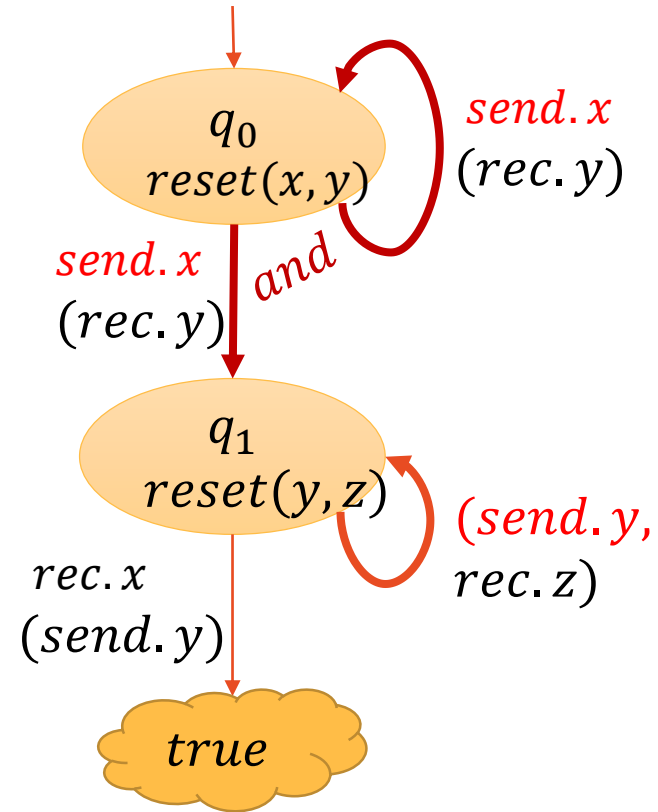 q₀
reset(x, y)
send. x
(rec. y)
send. x
(rec. y)
and
q₁
reset(y, z)
(send. y,
rec. z)
rec. x
(send. y)
true